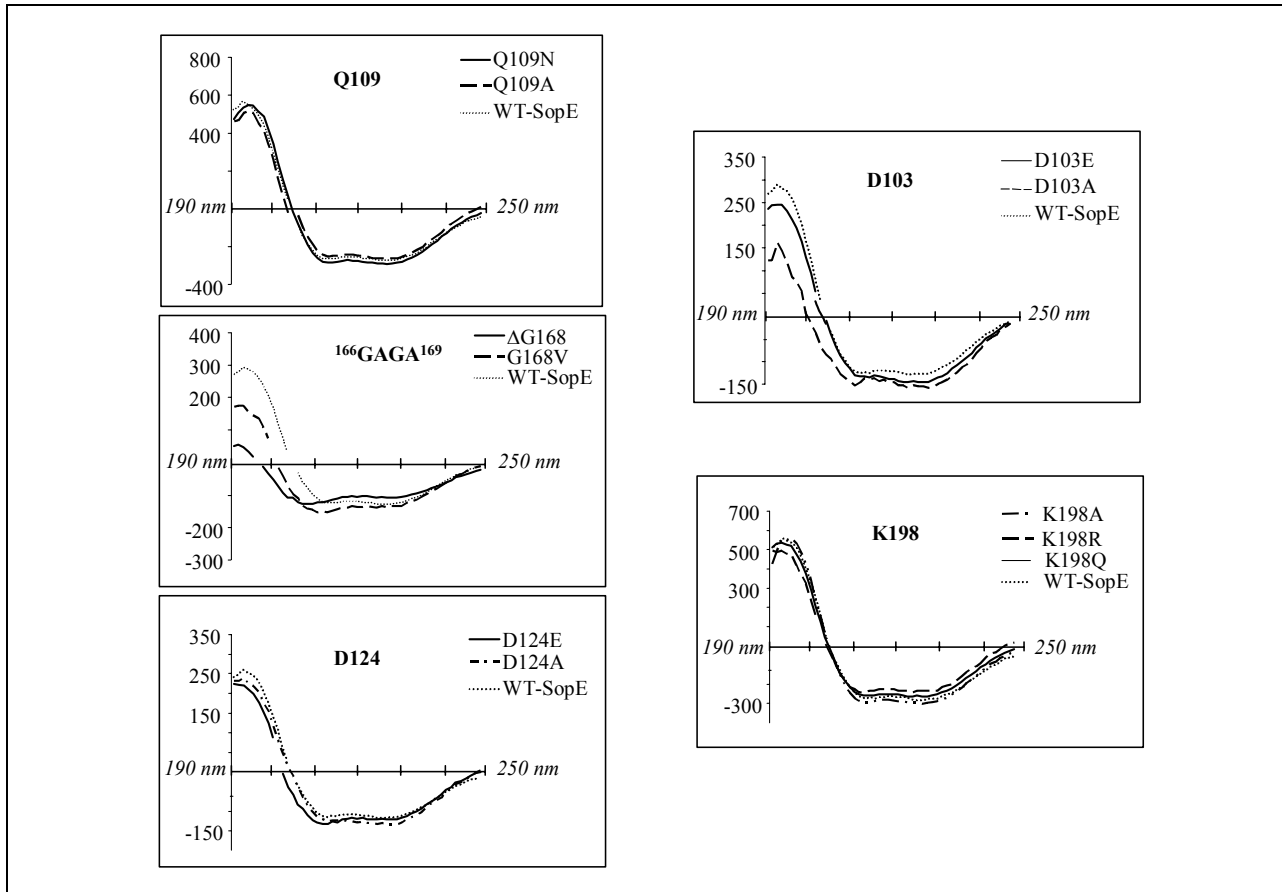 800
600
400
-400
Q109
Q109N
Q109A
WT-SopE
190 nm
250 nm
400
300
200
-200
-300
¹⁶⁶GAGA¹⁶⁹
ΔG168
G168V
WT-SopE
190 nm
250 nm
350
250
150
-150
D124
D124E
D124A
WT-SopE
190 nm
250 nm
350
250
150
-150
D103
D103E
D103A
WT-SopE
190 nm
250 nm
700
500
300
-300
K198
K198A
K198R
K198Q
WT-SopE
190 nm
250 nm